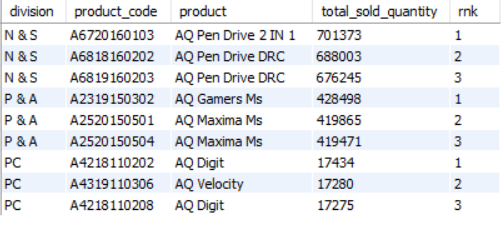 division product_code product total_sold_quantity rnk
N & S A6720160103 AQ Pen Drive 2 IN 1 701373 1
N & S A6818160202 AQ Pen Drive DRC 688003 2
N & S A6819160203 AQ Pen Drive DRC 676245 3
P & A A2319150302 AQ Gamers Ms 428498 1
P & A A2520150501 AQ Maxima Ms 419865 2
P & A A2520150504 AQ Maxima Ms 419471 3
PC A4218110202 AQ Digit 17434 1
PC A4319110306 AQ Velocity 17280 2
PC A4218110208 AQ Digit 17275 3